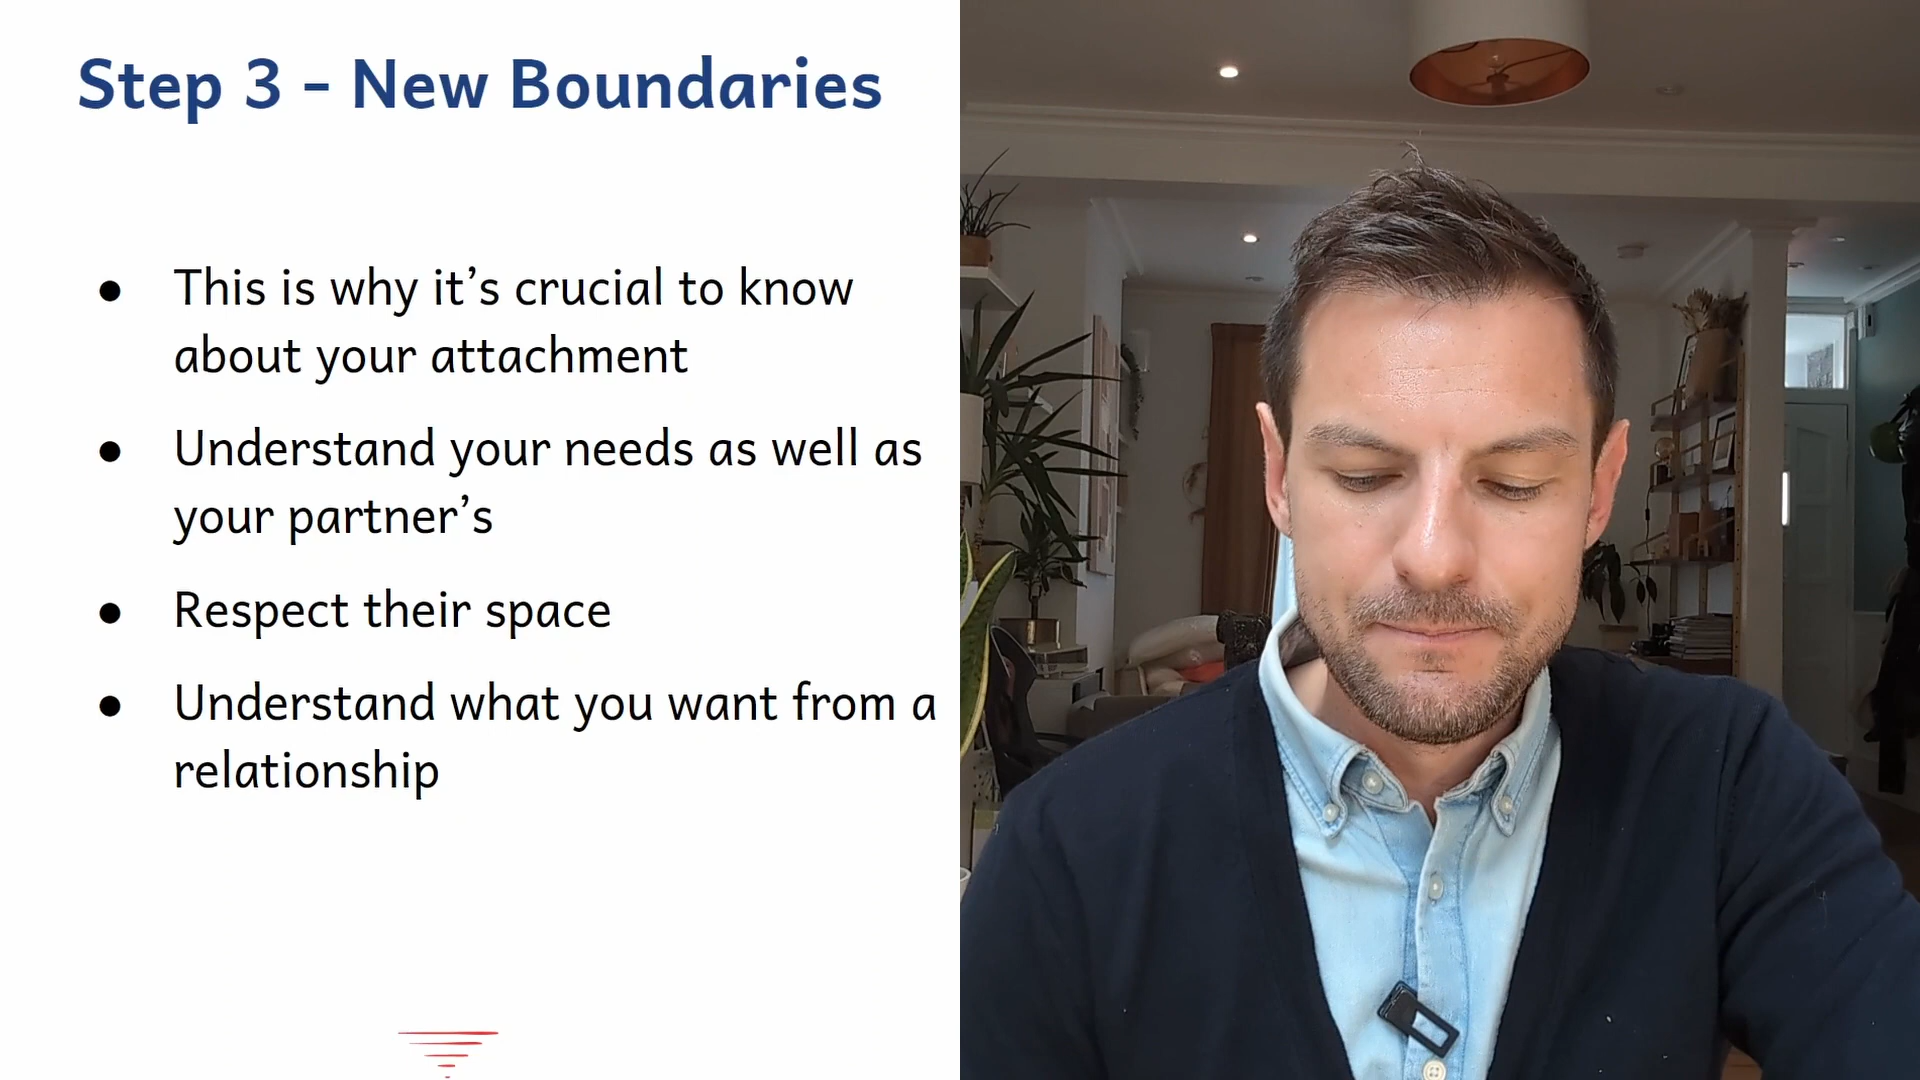 Step 3 - New Boundaries
● This is why it’s crucial to know
about your attachment
● Understand your needs as well as
your partner’s
● Respect their space
● Understand what you want from a
relationship